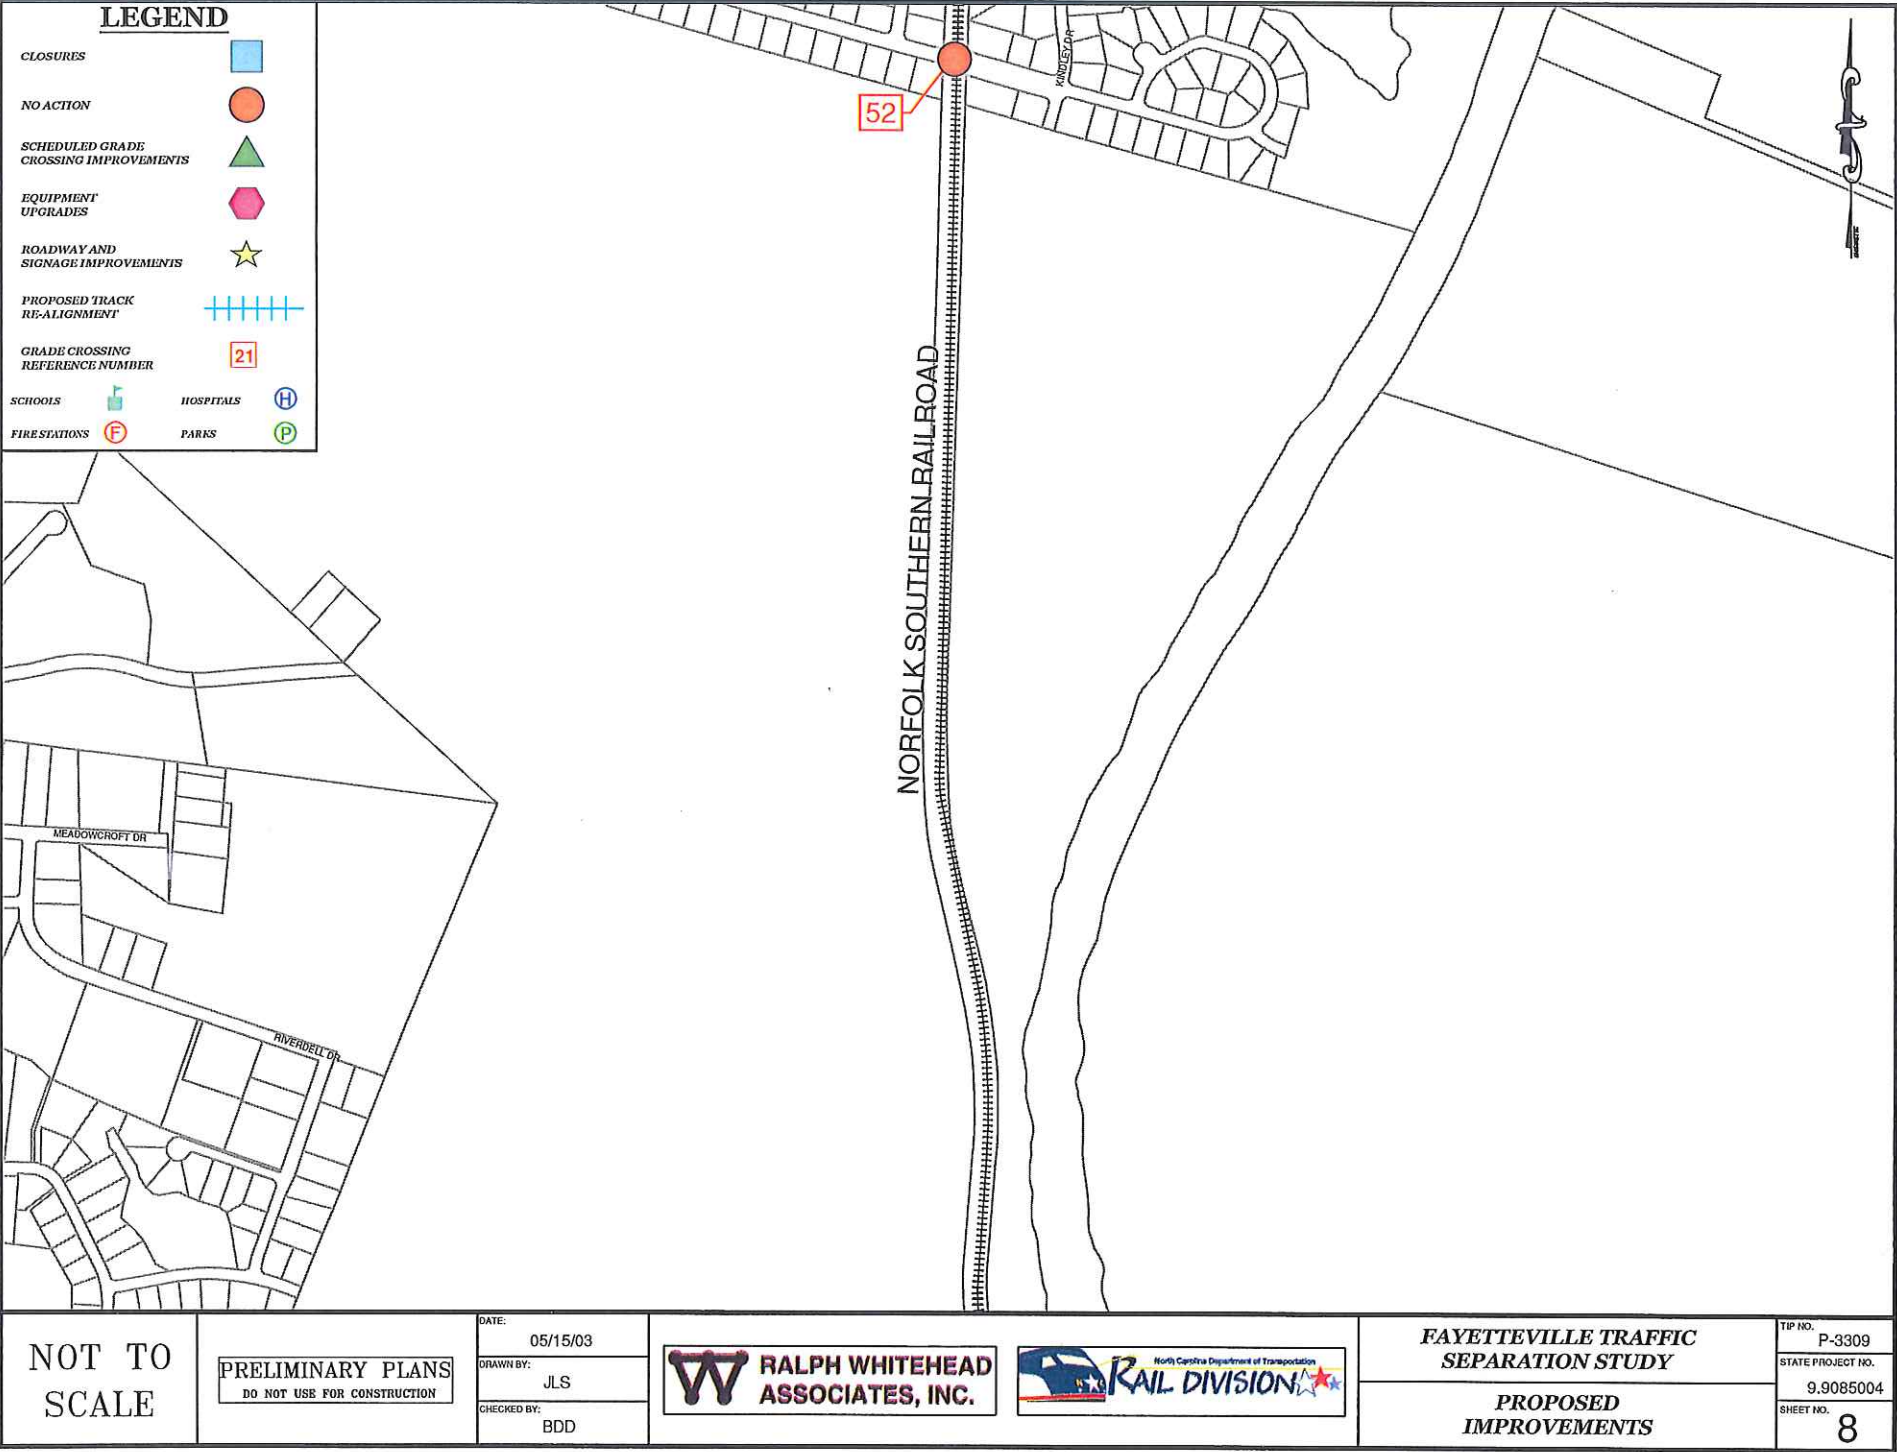 LEGEND
CLOSURES
NO ACTION
SCHEDULED GRADE
CROSSING IMPROVEMENTS
EQUIPMENT
UPGRADES
ROADWAY AND
SIGNAGE IMPROVEMENTS
PROPOSED TRACK
RE-ALIGNMENT
GRADE CROSSING
REFERENCE NUMBER
21
SCHOOLS
HOSPITALS
H
FIRE STATIONS
F
PARKS
P
52
KINDLEY DR
NORFOLK SOUTHERN RAILROAD
MEADOWCROFT DR
RIVERDELL DR
NOT TO
SCALE
PRELIMINARY PLANS
DO NOT USE FOR CONSTRUCTION
DATE:
05/15/03
DRAWN BY:
JLS
CHECKED BY:
BDD
RALPH WHITEHEAD
ASSOCIATES, INC.
North Carolina Department of Transportation
RAIL DIVISION
FAYETTEVILLE TRAFFIC
SEPARATION STUDY
PROPOSED
IMPROVEMENTS
TIP NO.
P-3309
STATE PROJECT NO.
9.9085004
SHEET NO.
8